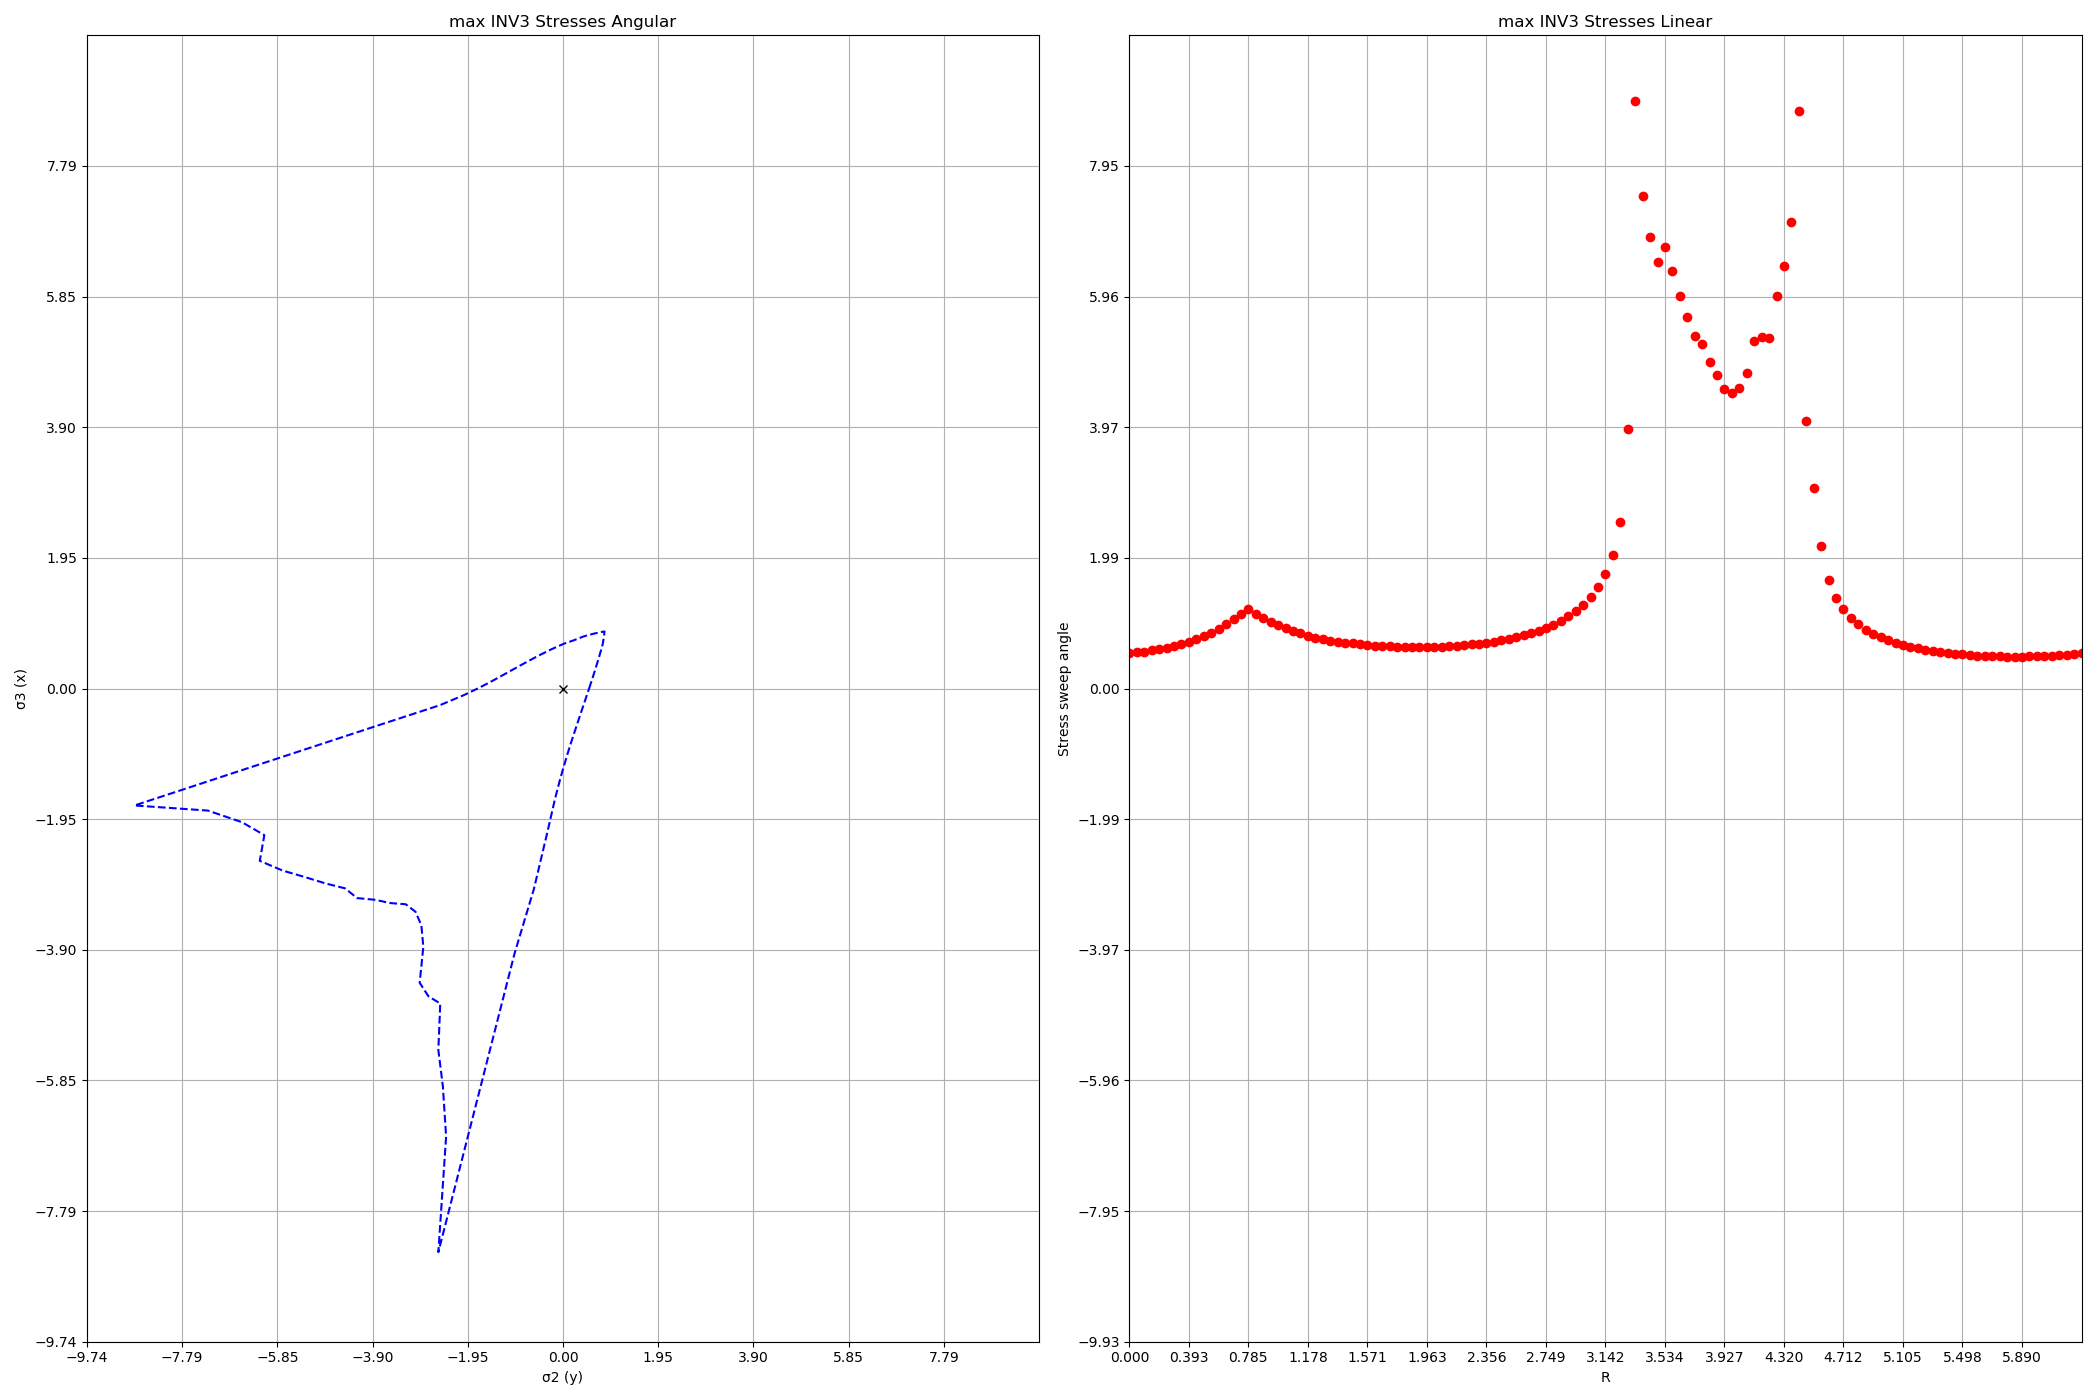 max INV3 Stresses Angular
7.79
5.85
3.90
1.95
0.00
−1.95
−3.90
−5.85
−7.79
−9.74
σ3 (x)
−9.74 −7.79 −5.85 −3.90 −1.95 0.00 1.95 3.90 5.85 7.79
σ2 (y)
max INV3 Stresses Linear
7.95
5.96
3.97
1.99
0.00
−1.99
−3.97
−5.96
−7.95
−9.93
Stress sweep angle
0.000 0.393 0.785 1.178 1.571 1.963 2.356 2.749 3.142 3.534 3.927 4.320 4.712 5.105 5.498 5.890
R